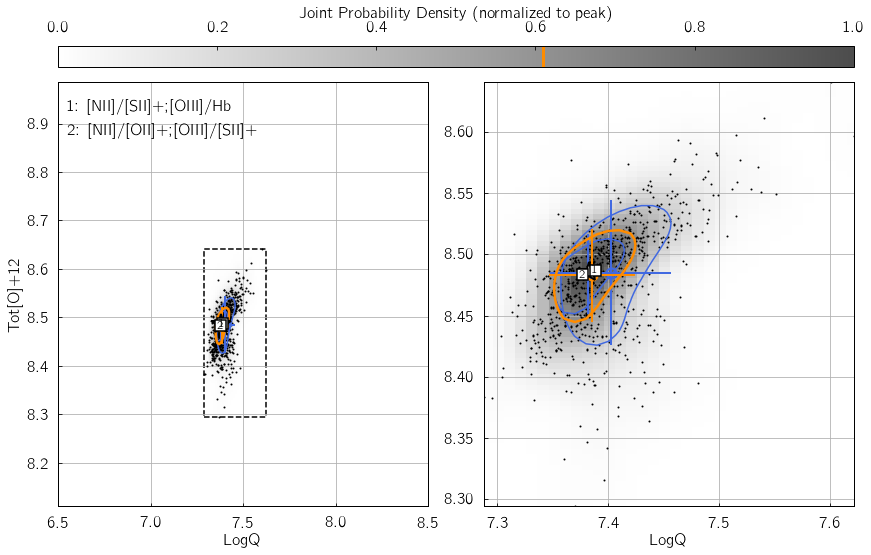 Joint Probability Density (normalized to peak)
0.0 0.2 0.4 0.6 0.8 1.0
1: [NII]/[SII]+;[OIII]/Hb
2: [NII]/[OII]+;[OIII]/[SII]+
Tot[O]+12
8.9
8.8
8.7
8.6
8.5
8.4
8.3
8.2
6.5 7.0 7.5 8.0 8.5
LogQ
8.60
8.55
8.50
8.45
8.40
8.35
8.30
2 1
7.3 7.4 7.5 7.6
LogQ